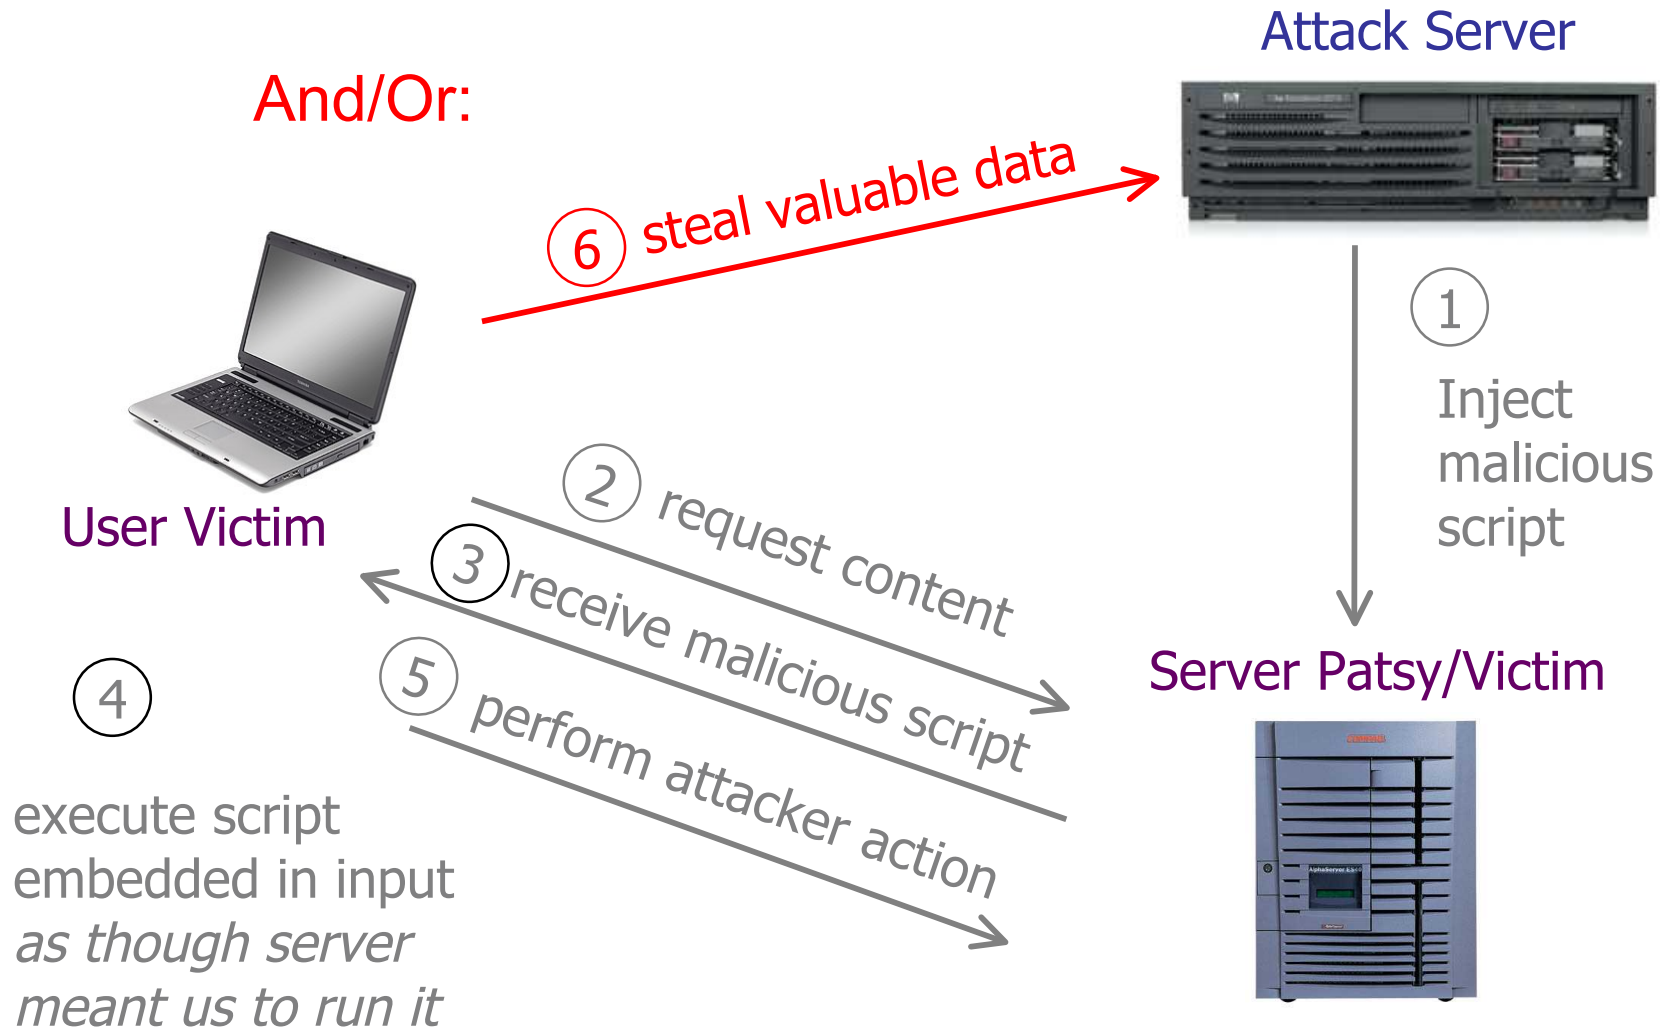 Attack Server
And/Or:
6 steal valuable data
1
Inject
malicious
script
User Victim
2 request content
3 receive malicious script
5 perform attacker action
Server Patsy/Victim
4
execute script
embedded in input
as though server
meant us to run it